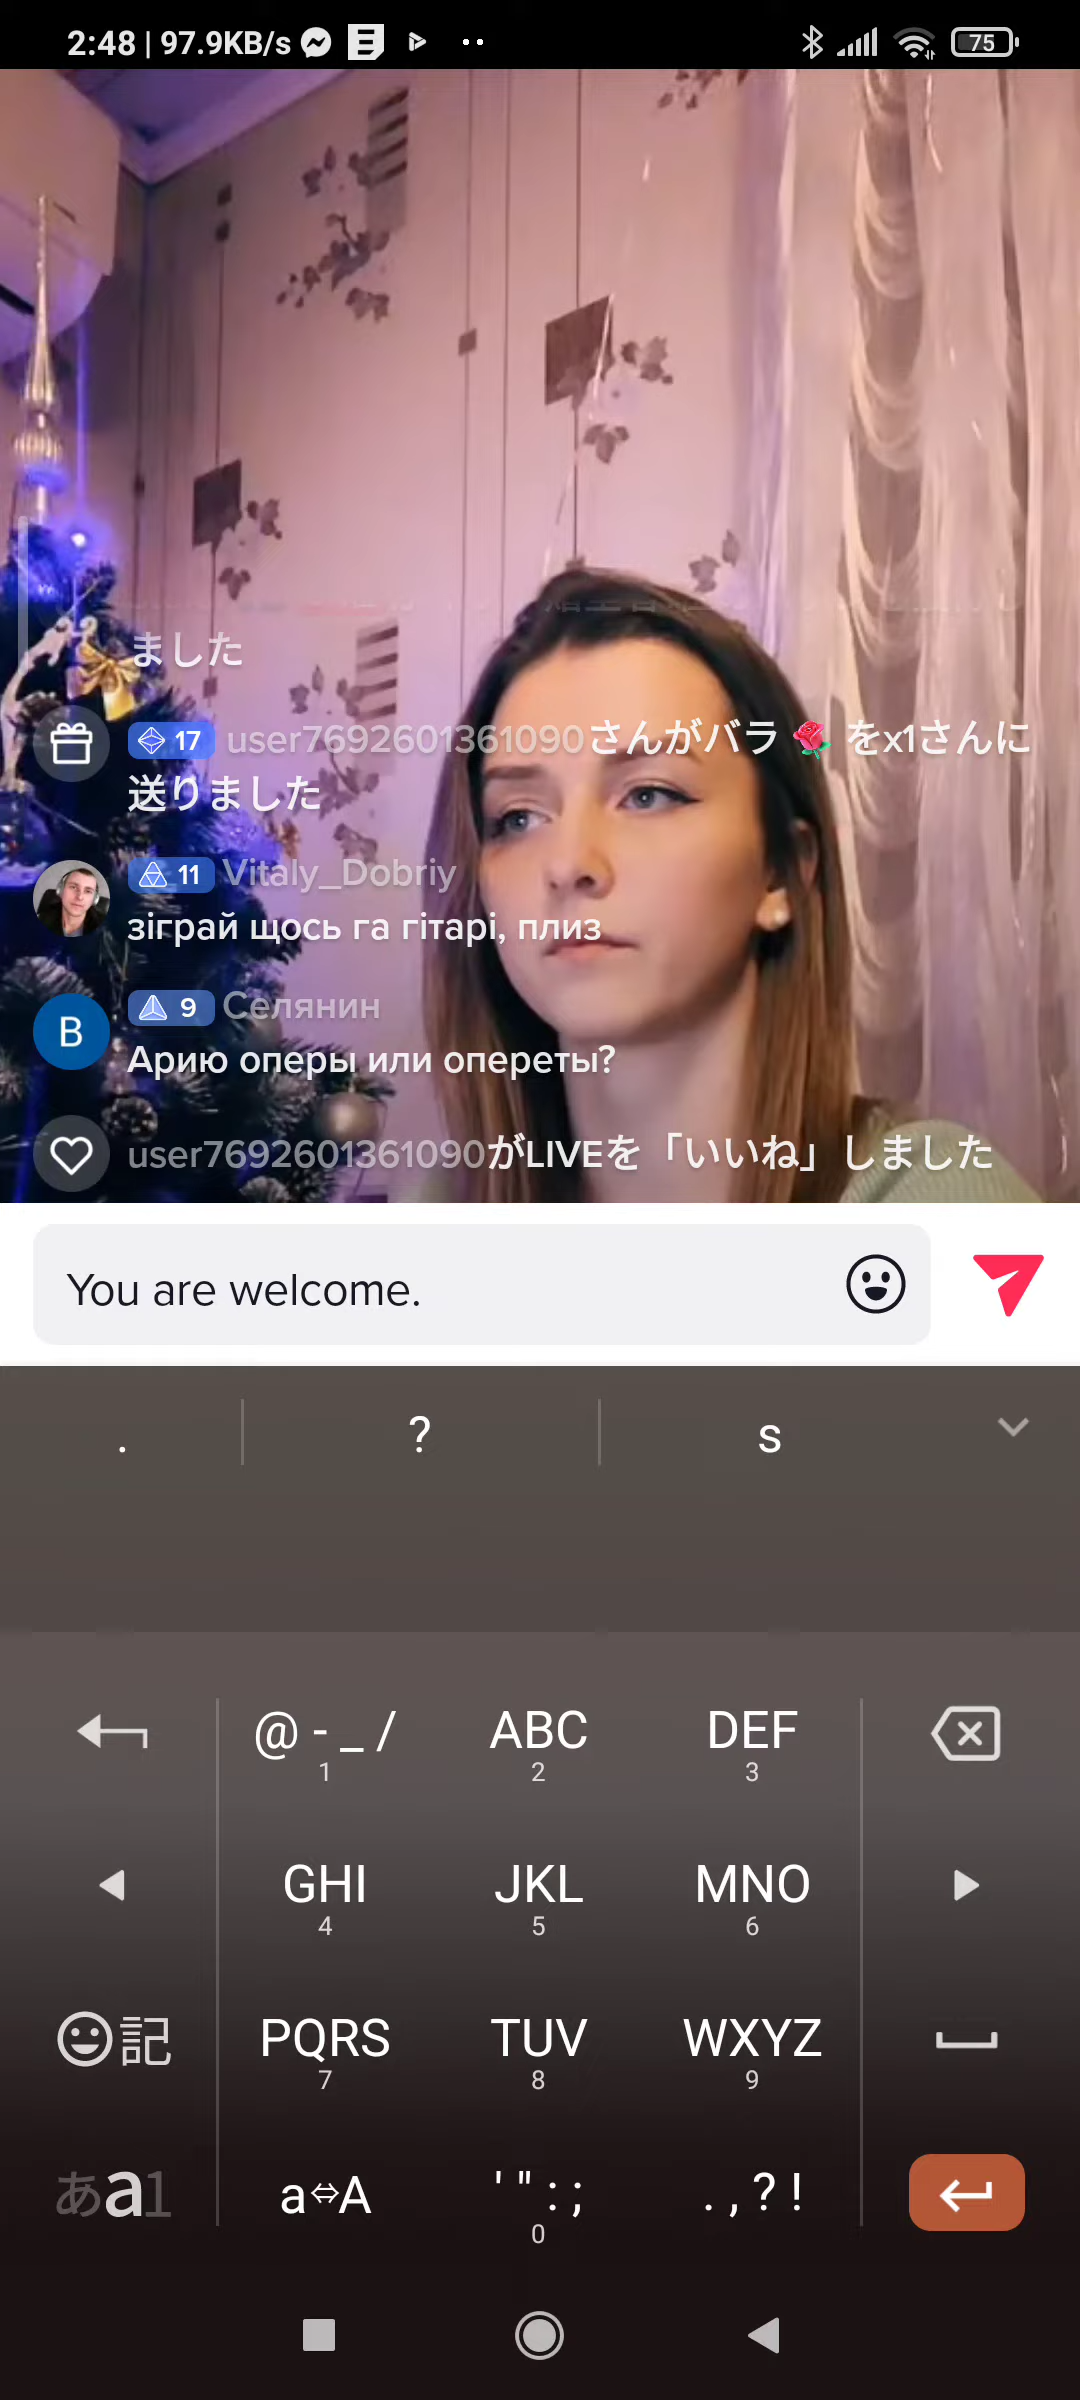 2:48 | 97.9KB/s
75
ました
17 user7692601361090さんがバラ 🌹 をx1さんに
送りました
11 Vitaly_Dobriy
зіграй щось га гітарі, плиз
B
9 Селянин
Арию оперы или опереты?
user7692601361090がLIVEを「いいね」しました
You are welcome.
. ? s
@ - _ / ABC DEF
1 2 3
GHI JKL MNO
4 5 6
記 PQRS TUV WXYZ
7 8 9
あa1 a⇔A ' " : ; . , ? !
0